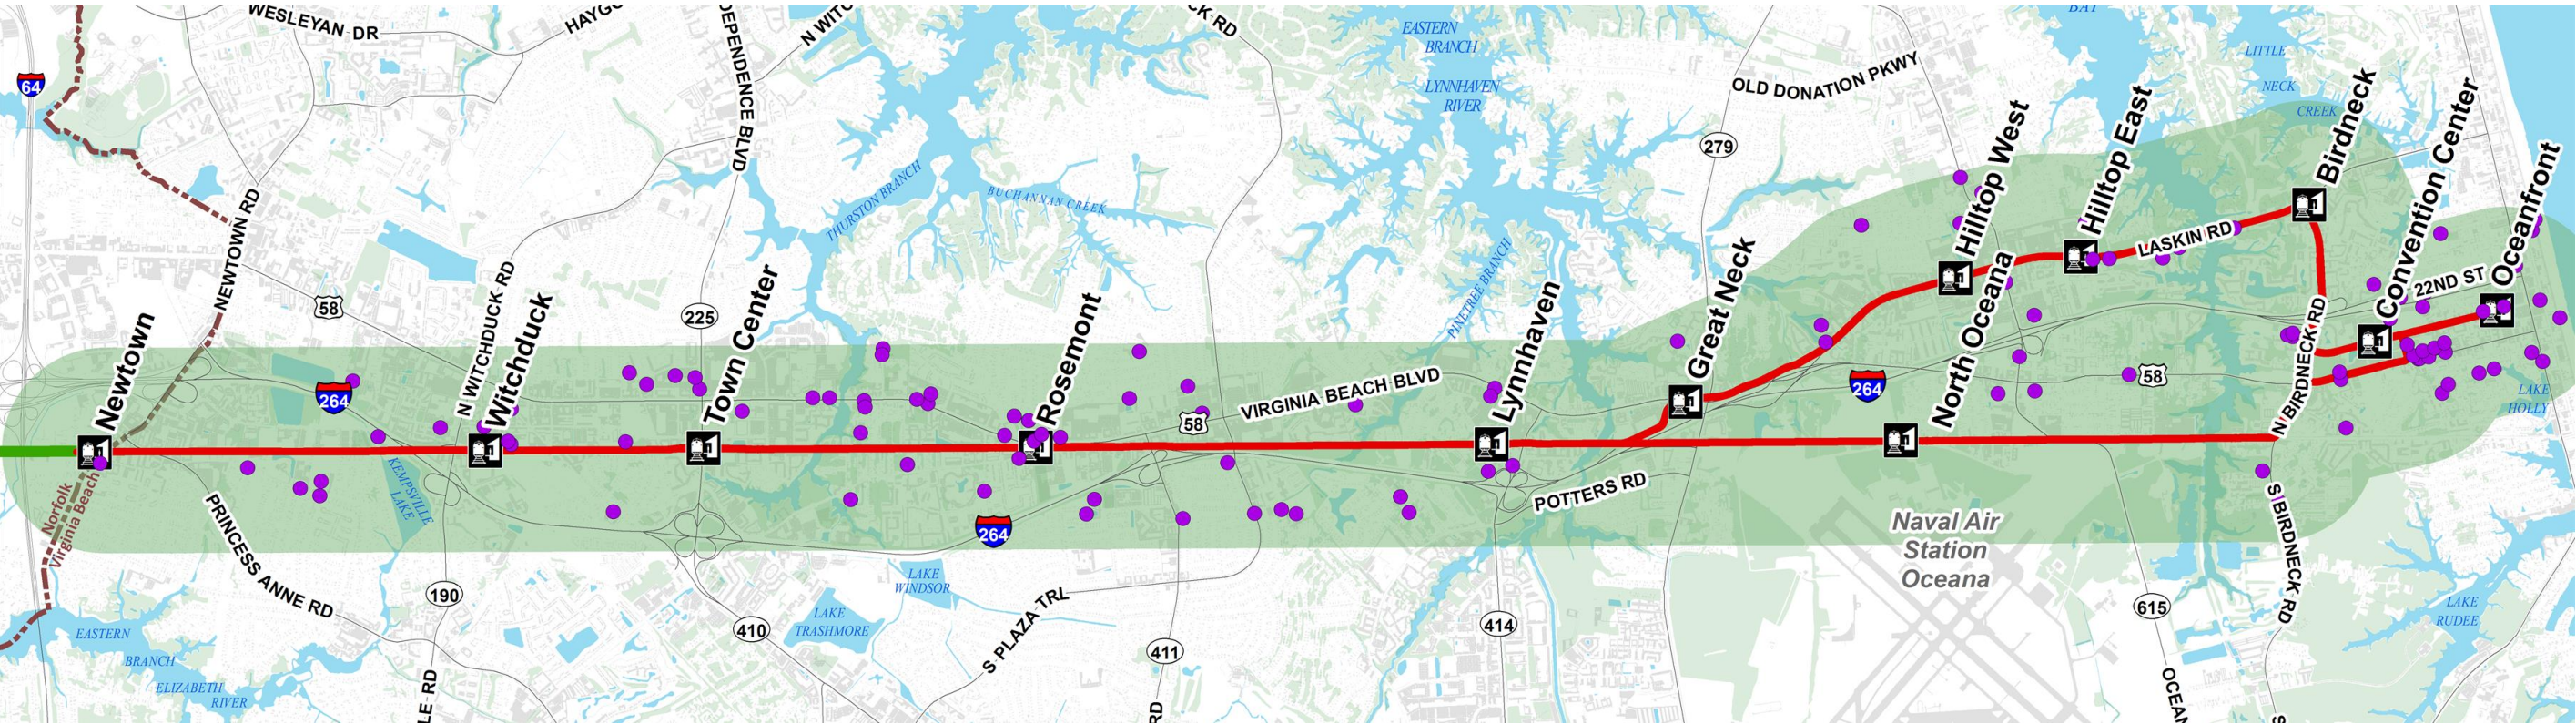 WESLEYAN DR
64
NEWTOWN RD
58
N WITCHDUCK RD
225
THURSTON BRANCH
BUCHANNAN CREEK
EASTERN
BRANCH
LYNNHAVEN
RIVER
PINETREE BRANCH
279
OLD DONATION PKWY
BAY
LITTLE
NECK
CREEK
Newtown
264
Witchduck
Town Center
Rosemont
58
VIRGINIA BEACH BLVD
Lynnhaven
Great Neck
Hilltop West
North Oceana
Hilltop East
LASKIN RD
Birdneck
Convention Center
22ND ST
Oceanfront
264
58
N BIRDNECK RD
LAKE
HOLLY
Norfolk
Virginia Beach
KEMPSVILLE
LAKE
PRINCESS ANNE RD
264
POTTERS RD
Naval Air
Station
Oceana
S BIRDNECK RD
EASTERN
BRANCH
ELIZABETH
RIVER
190
410
LAKE
TRASHMORE
LAKE
WINDSOR
S PLAZA TRL
411
RD
414
615
LAKE
RUDEE